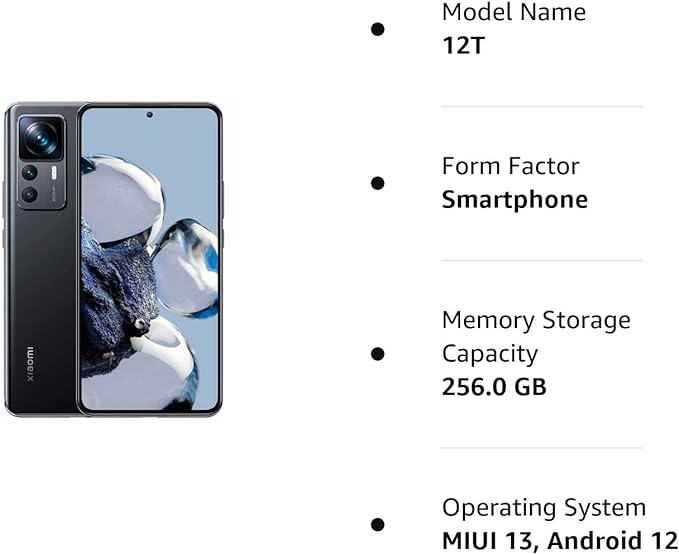 xiaomi
Model Name
12T
Form Factor
Smartphone
Memory Storage
Capacity
256.0 GB
Operating System
MIUI 13, Android 12